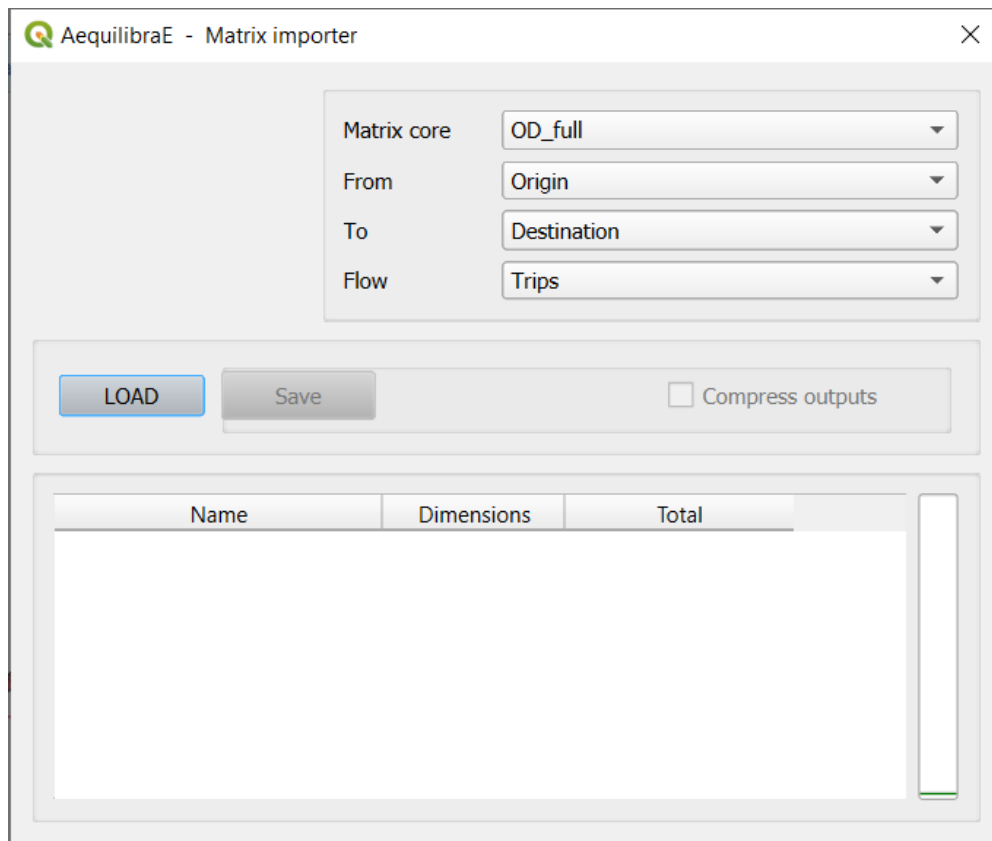 AequilibraE - Matrix importer
Matrix core OD_full
From Origin
To Destination
Flow Trips
LOAD Save Compress outputs
Name Dimensions Total